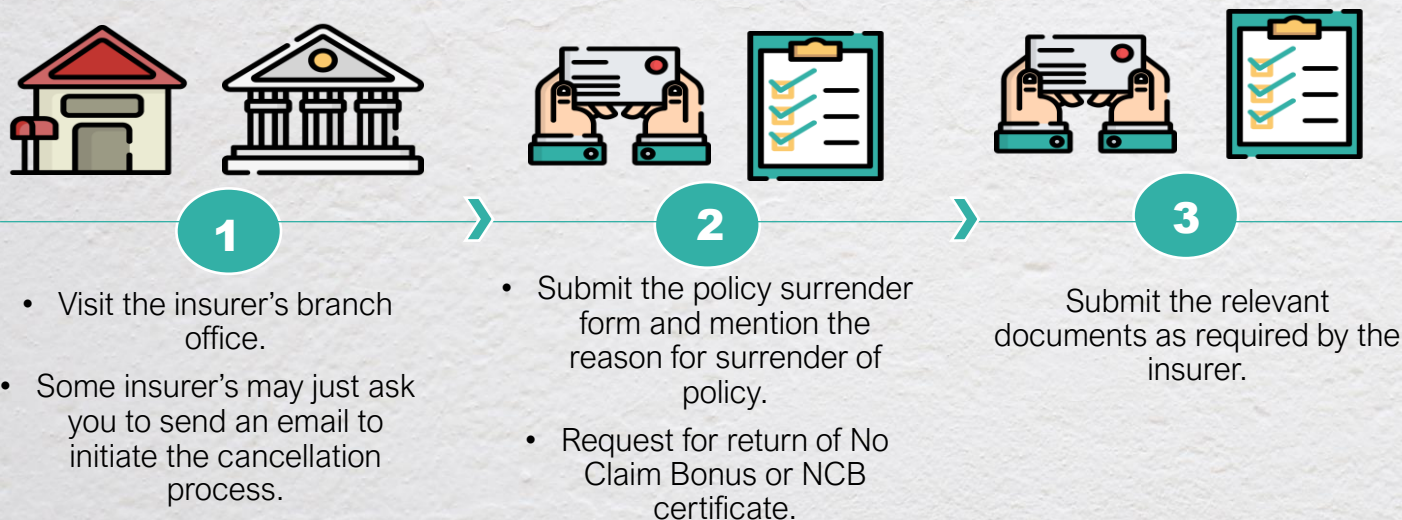 1
• Visit the insurer's branch
office.
• Some insurer's may just ask
you to send an email to
initiate the cancellation
process.
2
• Submit the policy surrender
form and mention the
reason for surrender of
policy.
• Request for return of No
Claim Bonus or NCB
certificate.
3
Submit the relevant
documents as required by the
insurer.